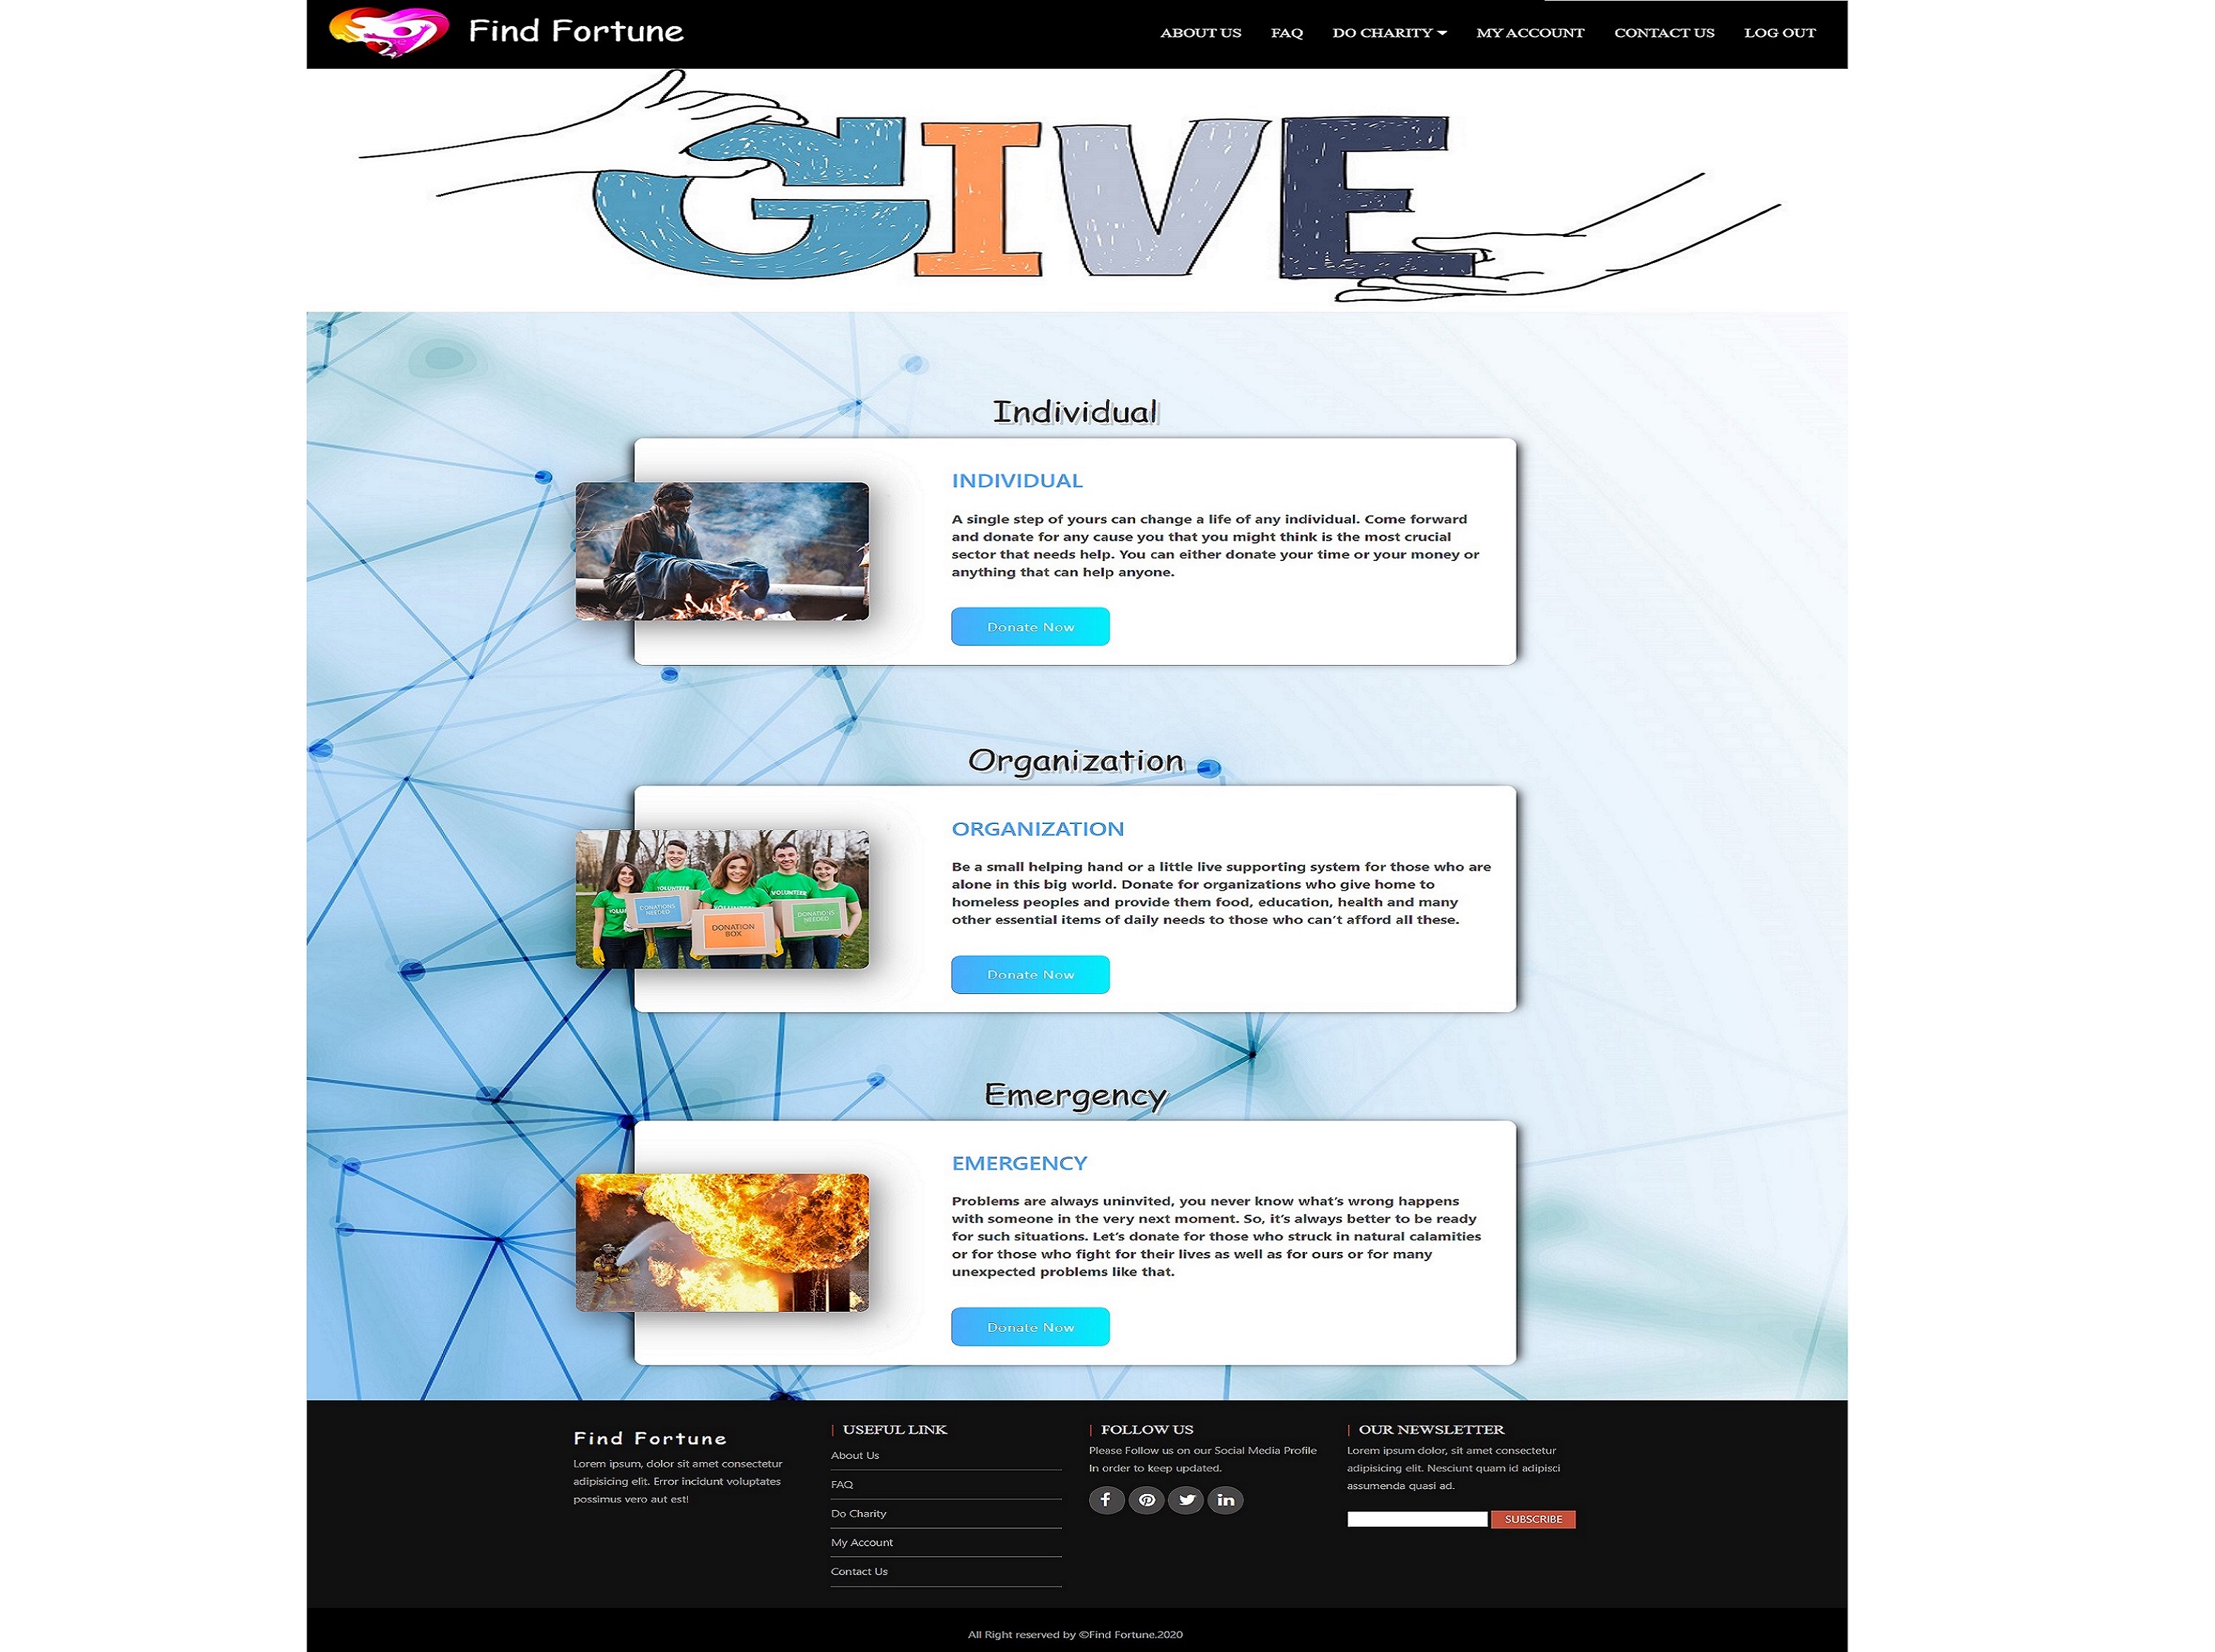 Find Fortune
ABOUT US FAQ DO CHARITY MY ACCOUNT CONTACT US LOG OUT
GIVE
Individual
INDIVIDUAL
A single step of yours can change a life of any individual. Come forward
and donate for any cause you that you might think is the most crucial
sector that needs help. You can either donate your time or your money or
anything that can help anyone.
Donate Now
Organization
ORGANIZATION
Be a small helping hand or a little live supporting system for those who are
alone in this big world. Donate for organizations who give home to
homeless peoples and provide them food, education, health and many
other essential items of daily needs to those who can’t afford all these.
VOLUNTEER
VOLUNTEER
DONATIONS
NEEDED
DONATION
BOX
DONATIONS
NEEDED
Donate Now
Emergency
EMERGENCY
Problems are always uninvited, you never know what’s wrong happens
with someone in the very next moment. So, it’s always better to be ready
for such situations. Let’s donate for those who struck in natural calamities
or for those who fight for their lives as well as for ours or for many
unexpected problems like that.
Donate Now
Find Fortune
Lorem ipsum, dolor sit amet consectetur
adipisicing elit. Error incidunt voluptates
possimus vero aut est!
USEFUL LINK
About Us
FAQ
Do Charity
My Account
Contact Us
FOLLOW US
Please Follow us on our Social Media Profile
In order to keep updated.
OUR NEWSLETTER
Lorem ipsum dolor, sit amet consectetur
adipisicing elit. Nesciunt quam id adipisci
assumenda quasi ad.
SUBSCRIBE
All Right reserved by ©Find Fortune.2020